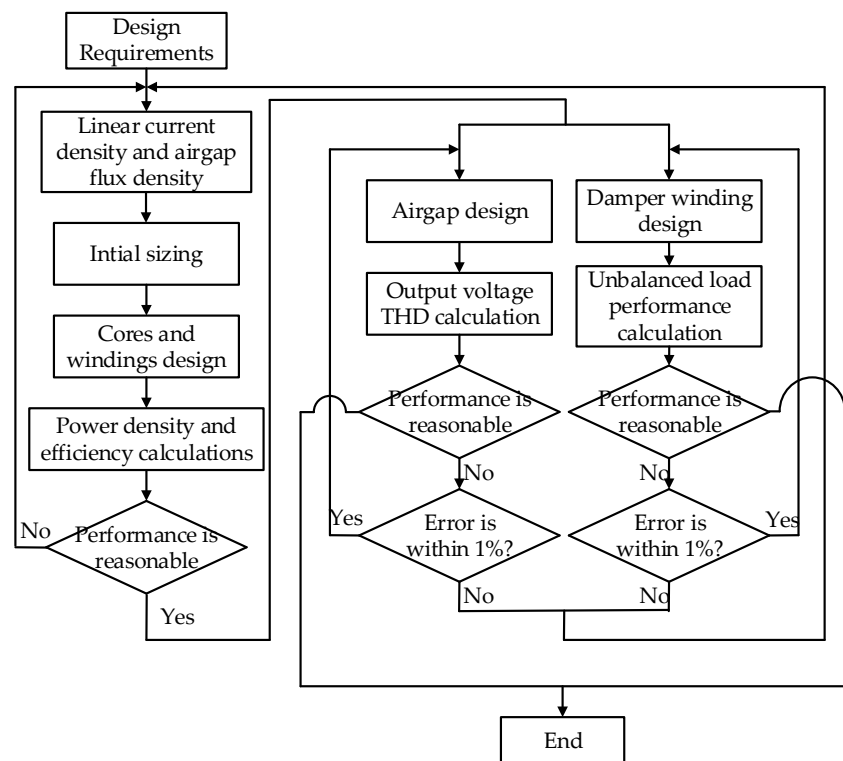 Design
Requirements
Linear current
density and airgap
flux density
Intial sizing
Cores and
windings design
Power density and
efficiency calculations
No
Performance is
reasonable
Yes
Airgap design
Output voltage
THD calculation
Performance is
reasonable
No
Yes
Error is
within 1%?
No
Damper winding
design
Unbalanced load
performance
calculation
Performance is
reasonable
No
Error is
within 1%?
Yes
No
End